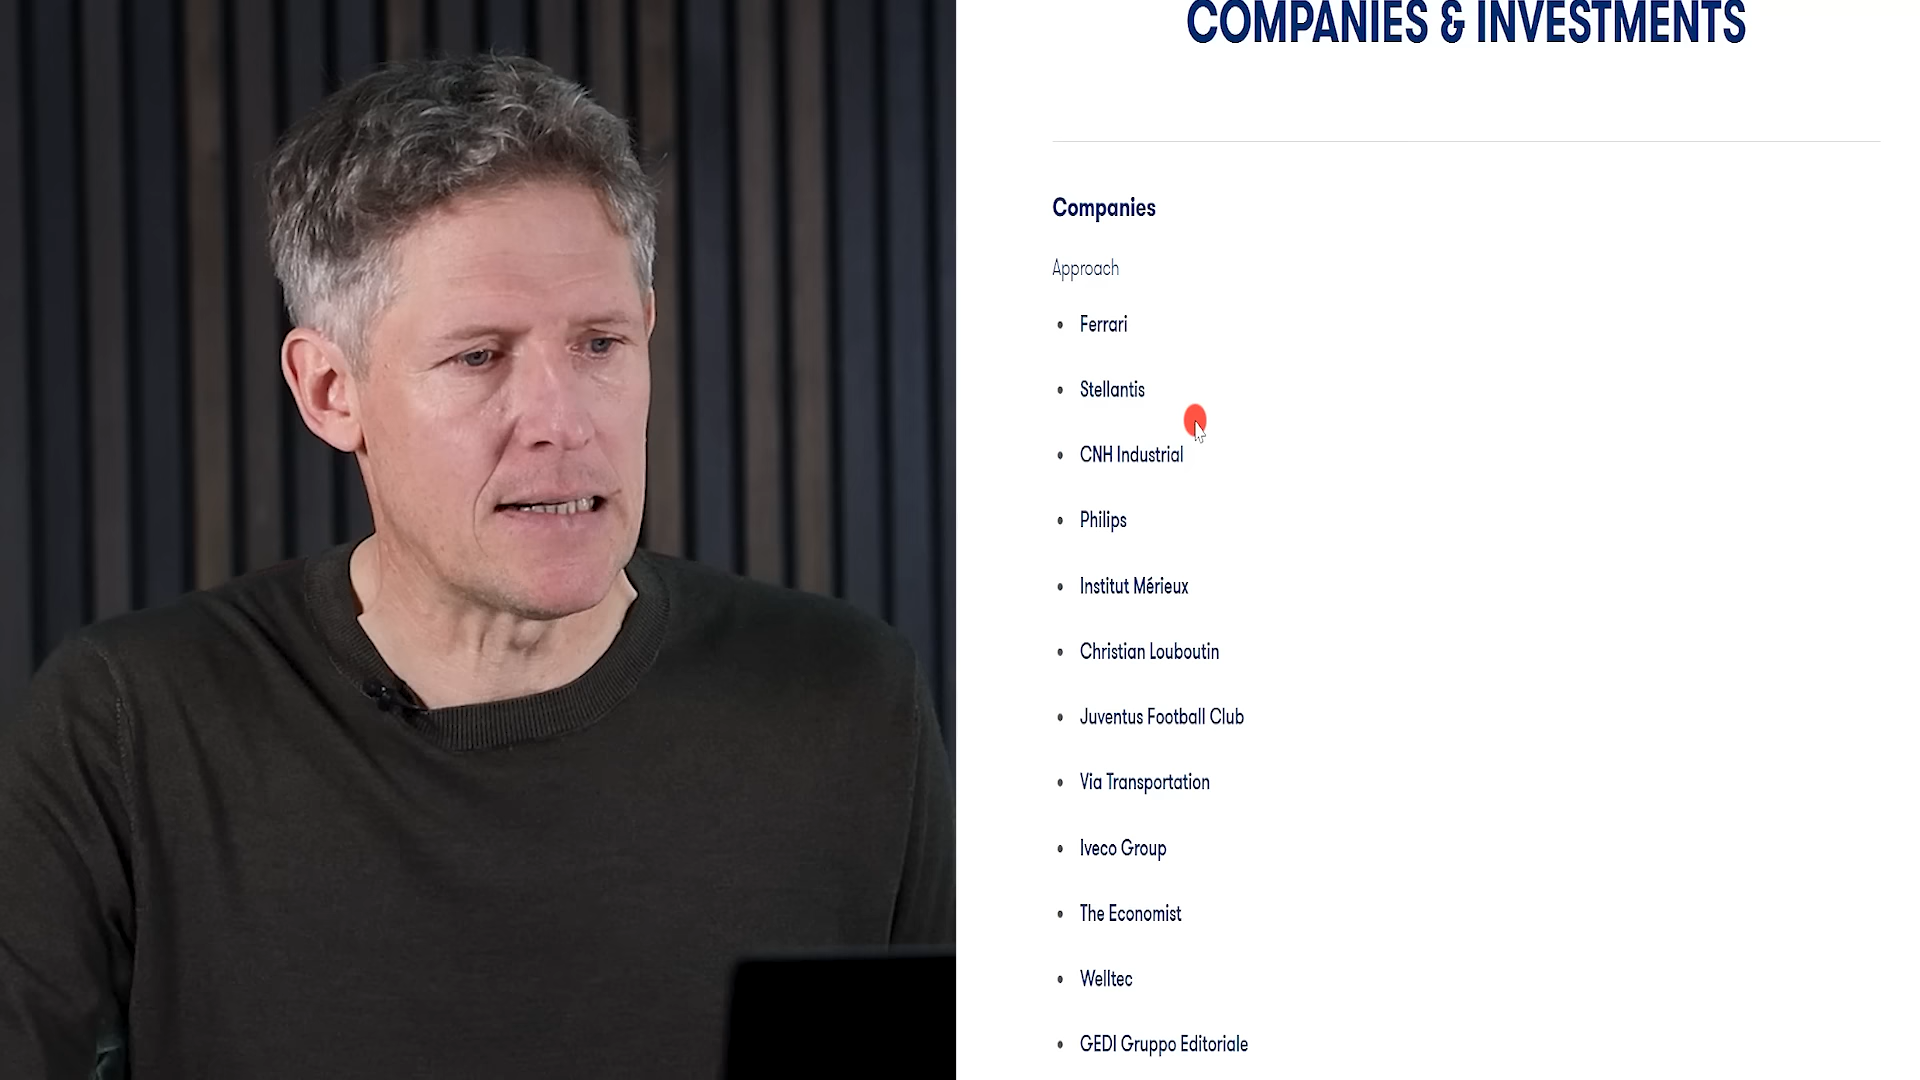 COMPANIES & INVESTMENTS
Companies
Approach
Ferrari
Stellantis
CNH Industrial
Philips
Institut Mérieux
Christian Louboutin
Juventus Football Club
Via Transportation
Iveco Group
The Economist
Welltec
GEDI Gruppo Editoriale